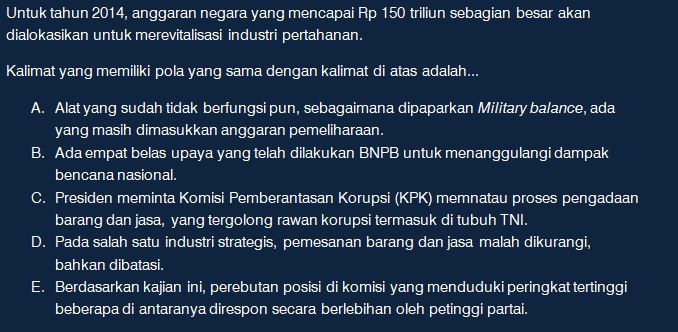 Untuk tahun 2014, anggaran negara yang mencapai Rp 150 triliun sebagian besar akan
dialokasikan untuk merevitalisasi industri pertahanan.
Kalimat yang memiliki pola yang sama dengan kalimat di atas adalah...
A. Alat yang sudah tidak berfungsi pun, sebagaimana dipaparkan Military balance, ada
yang masih dimasukkan anggaran pemeliharaan.
B. Ada empat belas upaya yang telah dilakukan BNPB untuk menanggulangi dampak
bencana nasional.
C. Presiden meminta Komisi Pemberantasan Korupsi (KPK) memnatau proses pengadaan
barang dan jasa, yang tergolong rawan korupsi termasuk di tubuh TNI.
D. Pada salah satu industri strategis, pemesanan barang dan jasa malah dikurangi,
bahkan dibatasi.
E. Berdasarkan kajian ini, perebutan posisi di komisi yang menduduki peringkat tertinggi
beberapa di antaranya direspon secara berlebihan oleh petinggi partai.